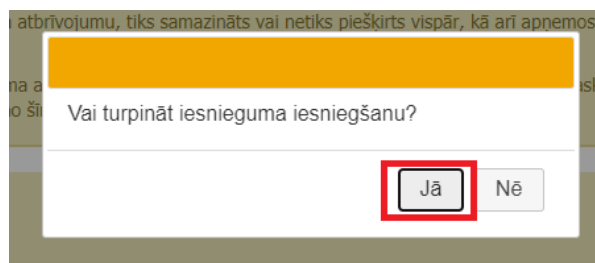 atbrīvojumu, tiks samazināts vai netiks piešķirts vispār, kā arī apņemos
Vai turpināt iesnieguma iesniegšanu?
Jā
Nē